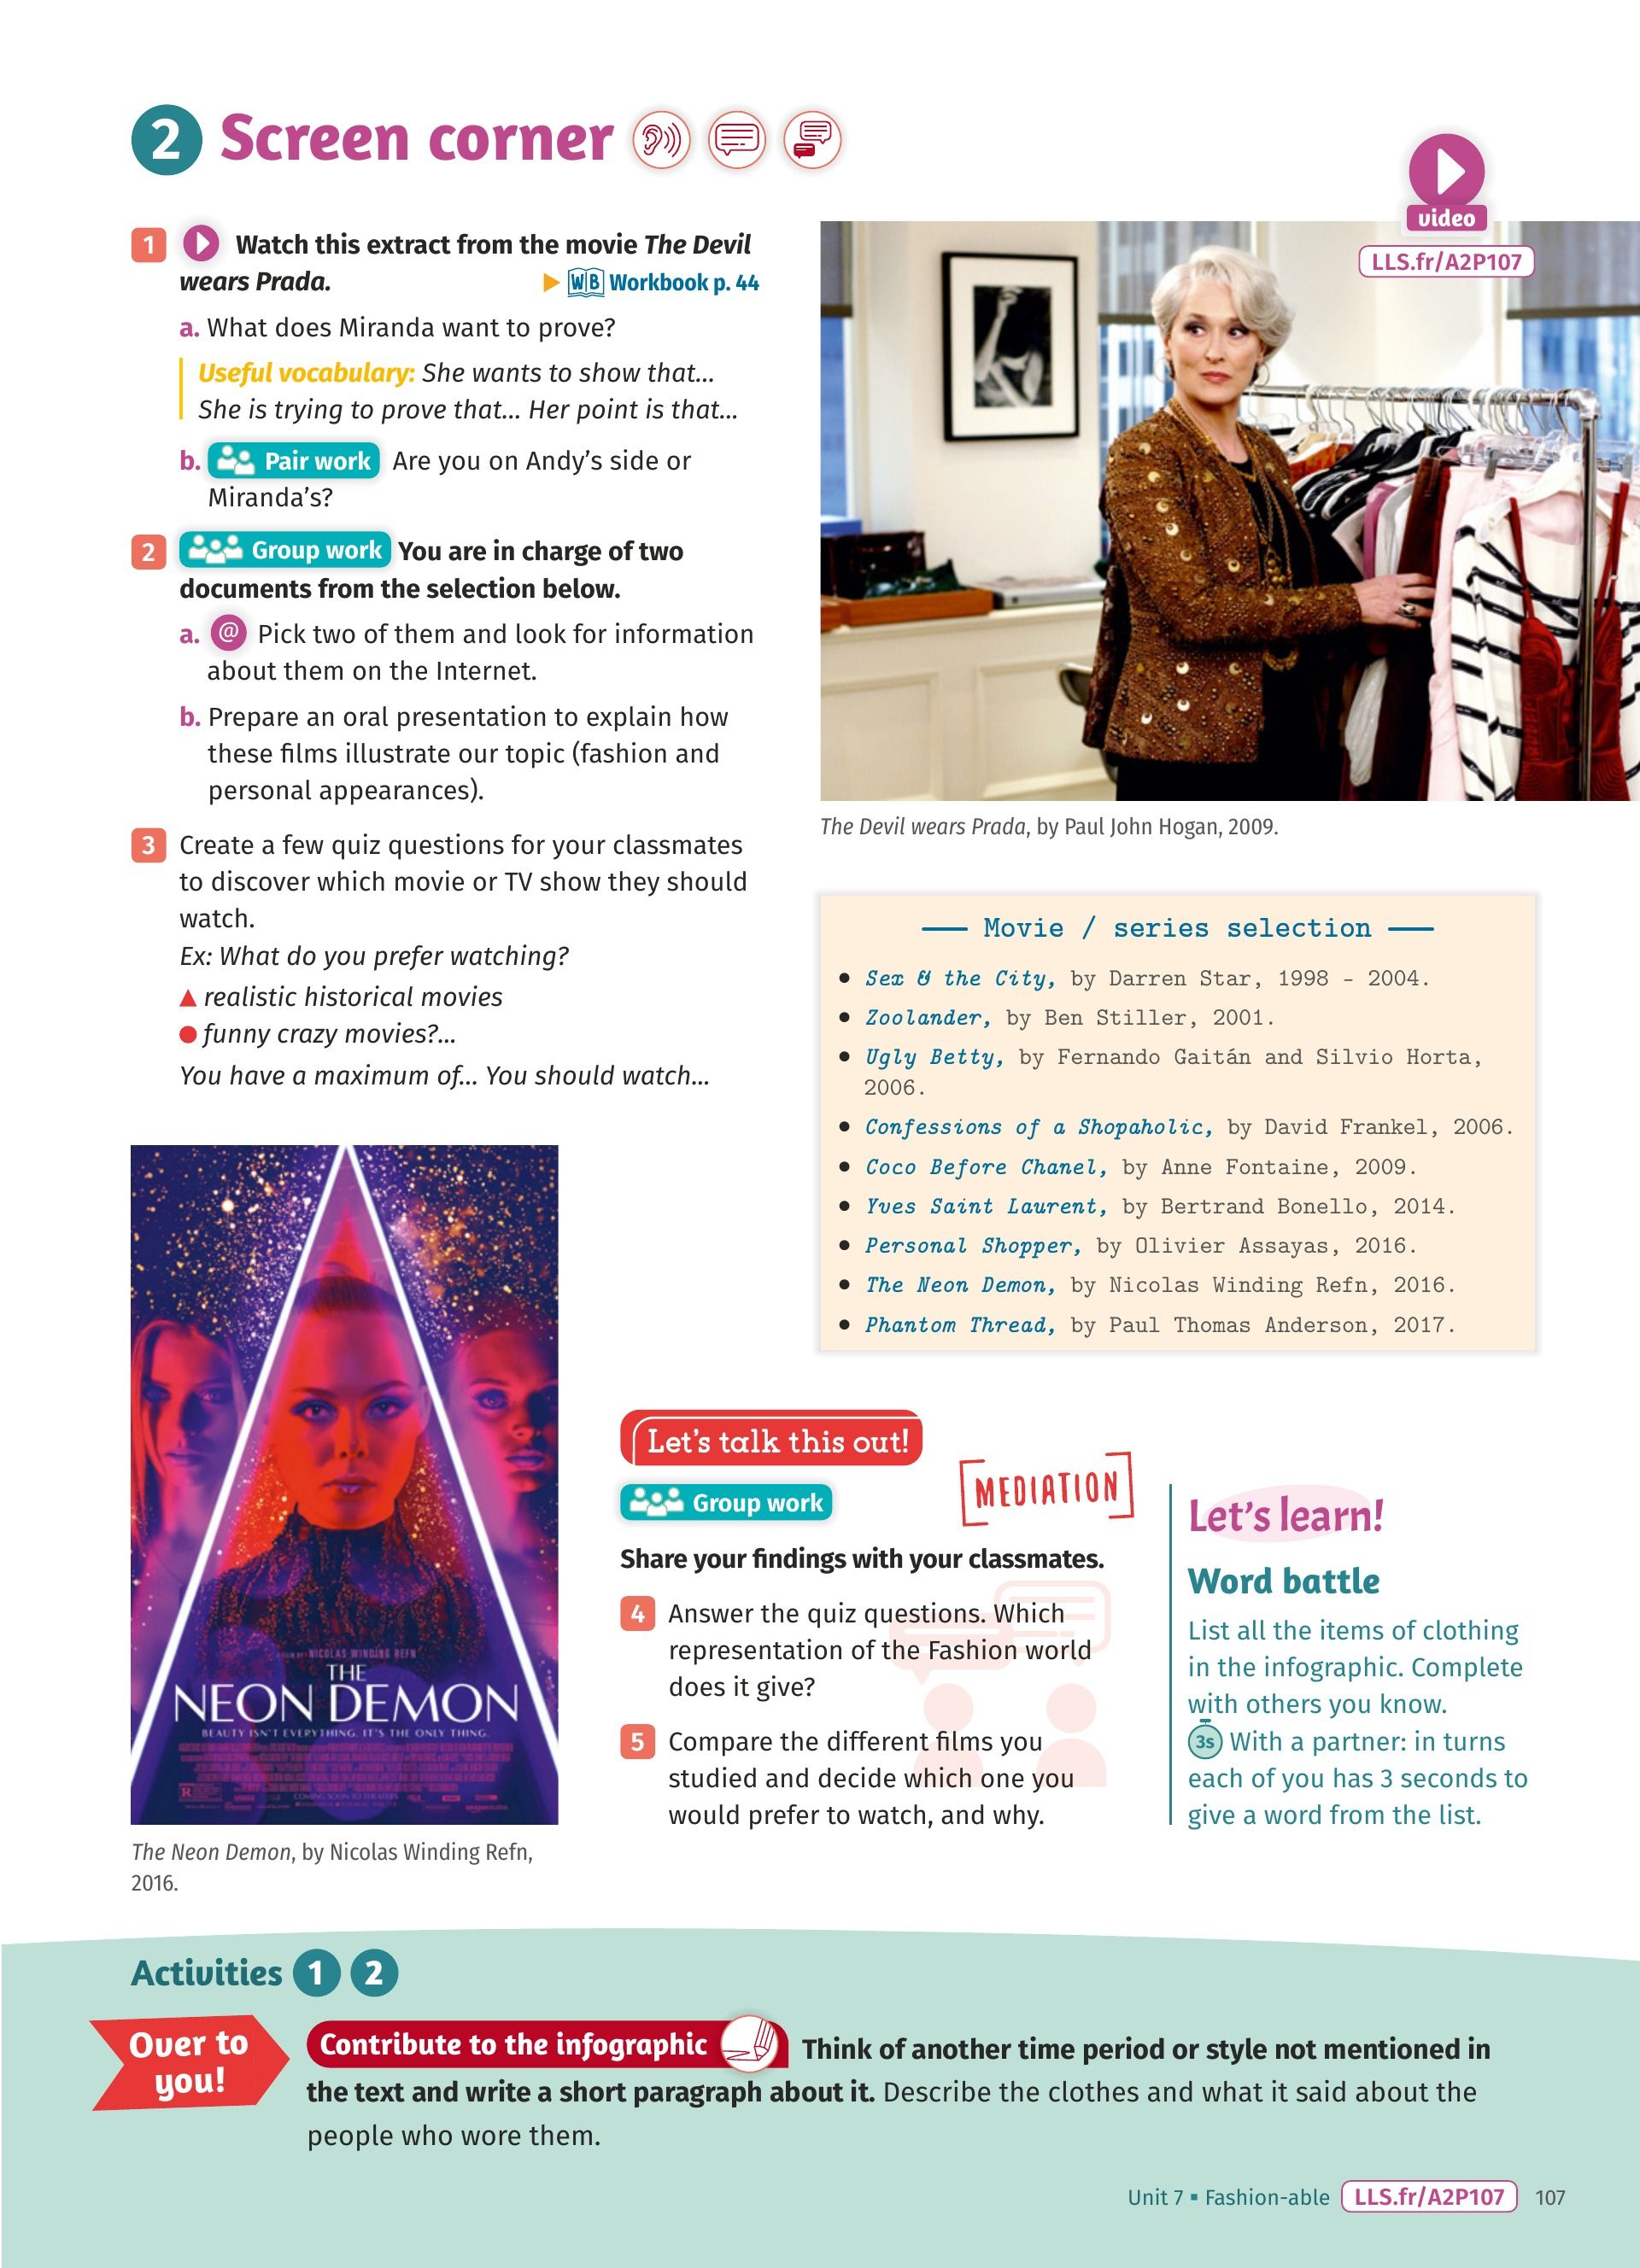 2 Screen corner
video
LLS.fr/A2P107
1 Watch this extract from the movie The Devil
wears Prada. WB Workbook p. 44
a. What does Miranda want to prove?
Useful vocabulary: She wants to show that...
She is trying to prove that... Her point is that...
b. Pair work Are you on Andy's side or
Miranda's?
2 Group work You are in charge of two
documents from the selection below.
a. @ Pick two of them and look for information
about them on the Internet.
b. Prepare an oral presentation to explain how
these films illustrate our topic (fashion and
personal appearances).
3 Create a few quiz questions for your classmates
to discover which movie or TV show they should
watch.
Ex: What do you prefer watching?
realistic historical movies
funny crazy movies?...
You have a maximum of... You should watch...
The Devil wears Prada, by Paul John Hogan, 2009.
Movie / series selection
• Sex & the City, by Darren Star, 1998 - 2004.
• Zoolander, by Ben Stiller, 2001.
• Ugly Betty, by Fernando Gaitán and Silvio Horta,
2006.
• Confessions of a Shopaholic, by David Frankel, 2006.
• Coco Before Chanel, by Anne Fontaine, 2009.
• Yves Saint Laurent, by Bertrand Bonello, 2014.
• Personal Shopper, by Olivier Assayas, 2016.
• The Neon Demon, by Nicolas Winding Refn, 2016.
• Phantom Thread, by Paul Thomas Anderson, 2017.
NICOLAS WINDING REFN
THE
NEON DEMON
BEAUTY ISN'T EVERYTHING. IT'S THE ONLY THING.
COMING SOON TO THEATERS
The Neon Demon, by Nicolas Winding Refn,
2016.
Let's talk this out!
Group work
MEDIATION
Share your findings with your classmates.
4 Answer the quiz questions. Which
representation of the Fashion world
does it give?
5 Compare the different films you
studied and decide which one you
would prefer to watch, and why.
Let's learn!
Word battle
List all the items of clothing
in the infographic. Complete
with others you know.
3s With a partner: in turns
each of you has 3 seconds to
give a word from the list.
Activities 1 2
Over to
you!
Contribute to the infographic Think of another time period or style not mentioned in
the text and write a short paragraph about it. Describe the clothes and what it said about the
people who wore them.
Unit 7 ▪ Fashion-able LLS.fr/A2P107 107